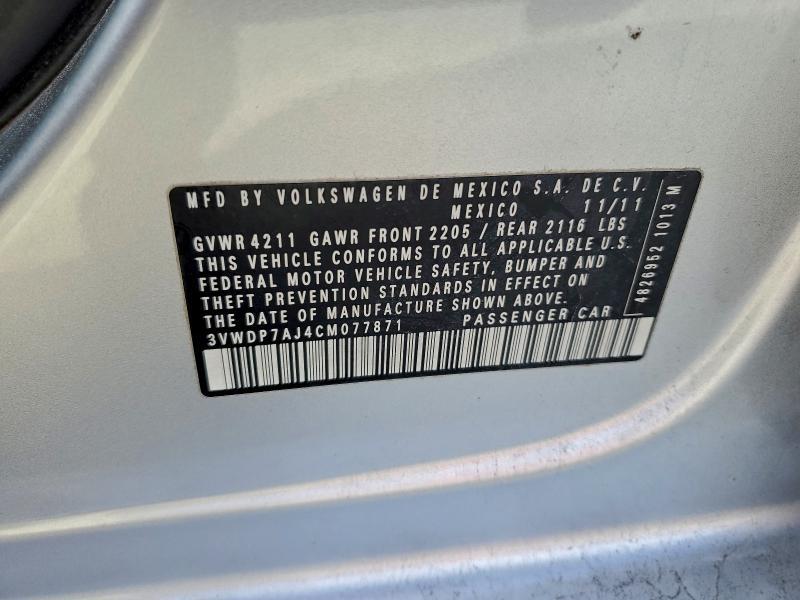 MFD BY VOLKSWAGEN DE MEXICO S.A. DE C.V.
MEXICO 11/11
GVWR 4211 GAWR FRONT 2205 / REAR 2116 LBS
THIS VEHICLE CONFORMS TO ALL APPLICABLE U.S.
FEDERAL MOTOR VEHICLE SAFETY, BUMPER AND
THEFT PREVENTION STANDARDS IN EFFECT ON
THE DATE OF MANUFACTURE SHOWN ABOVE.
3VWDP7AJ4CM077871 PASSENGER CAR
4826952 1013 M